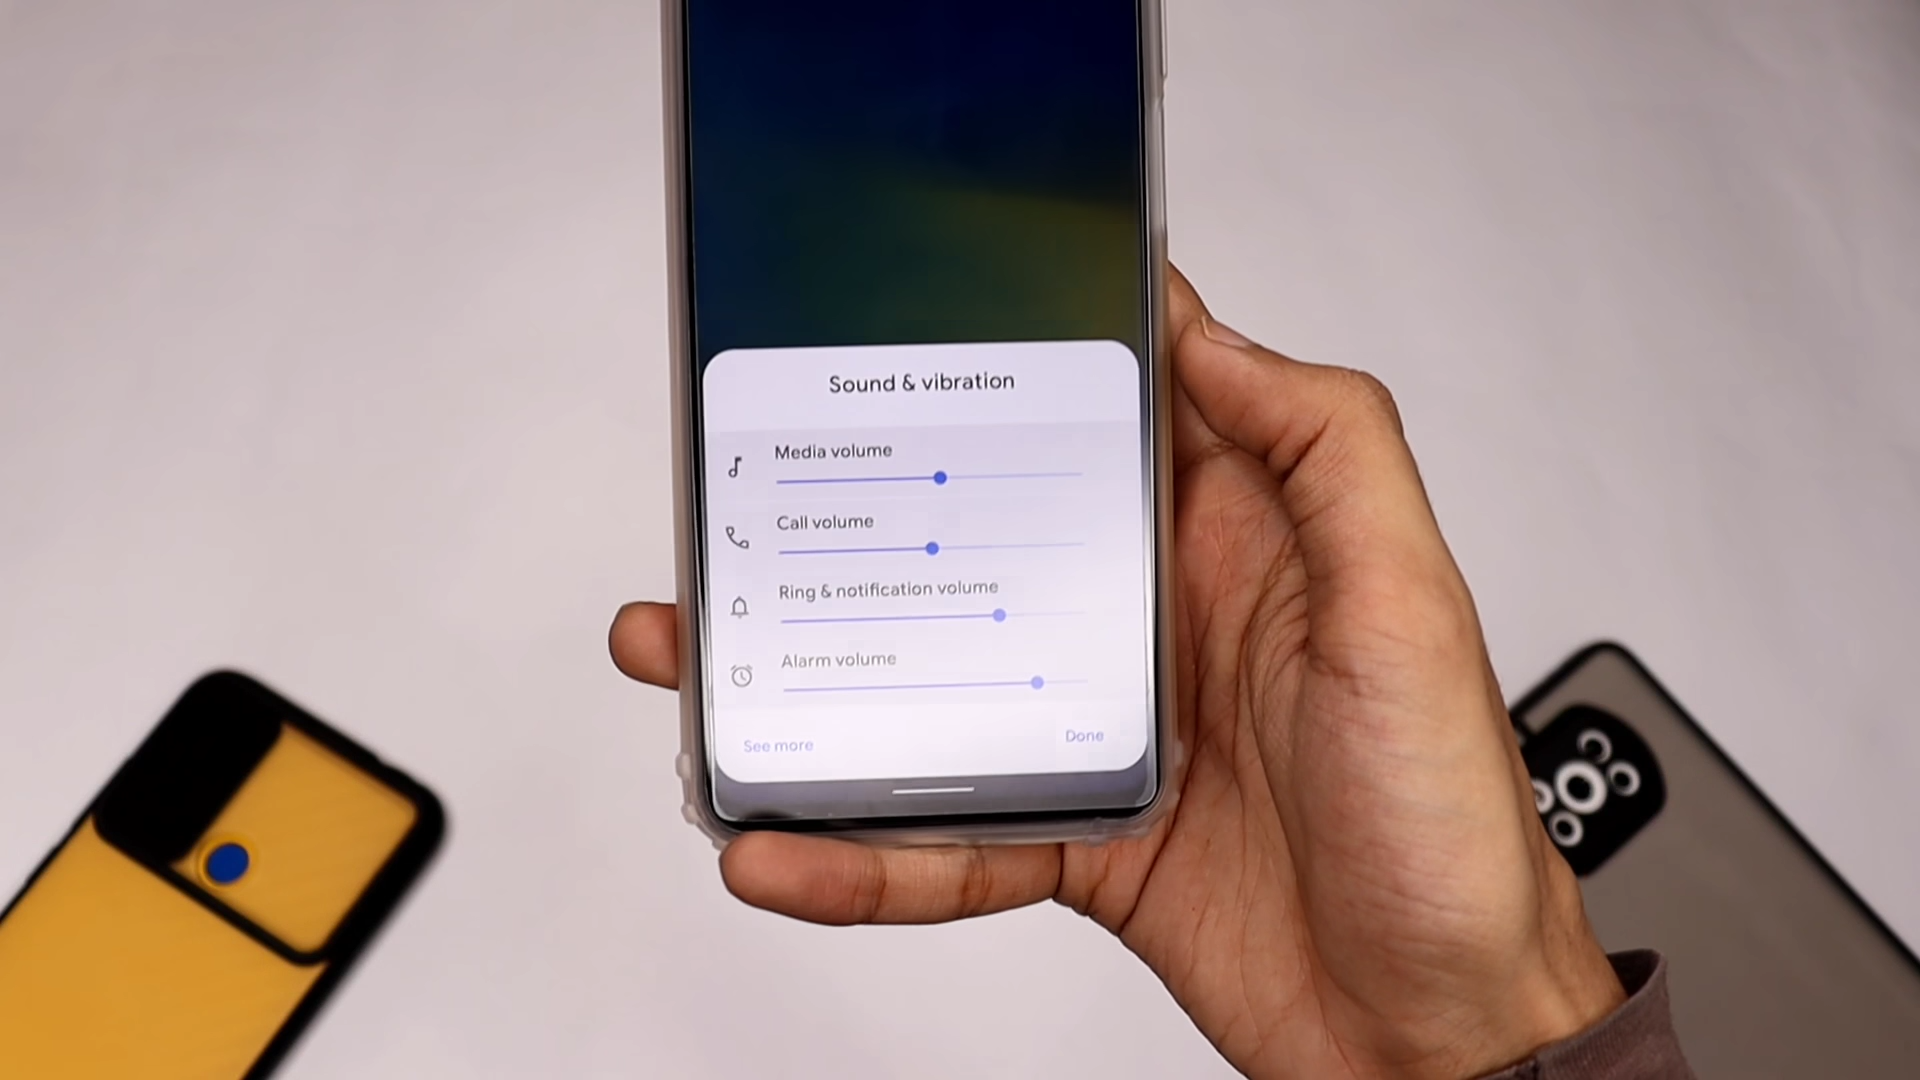 Sound & vibration
Media volume
Call volume
Ring & notification volume
Alarm volume
See more
Done